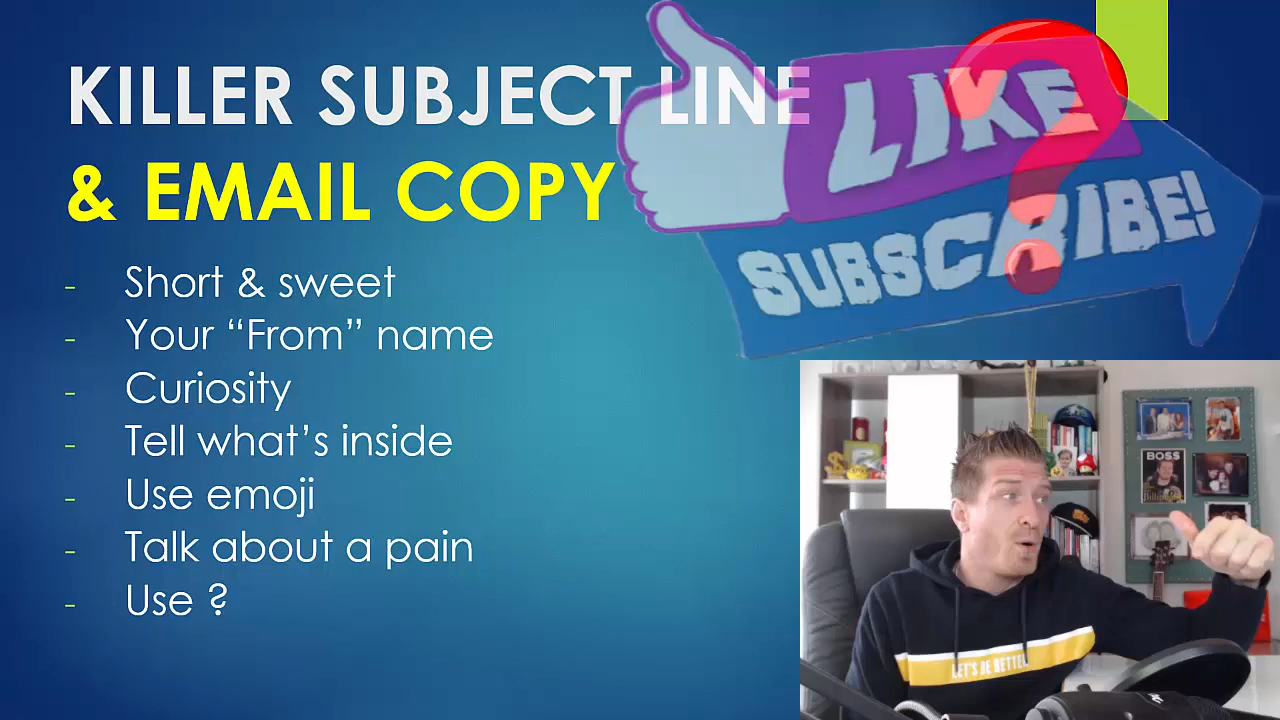 KILLER SUBJECT LINE
& EMAIL COPY
LIKE
SUBSCRIBE!
?
- Short & sweet
- Your “From” name
- Curiosity
- Tell what’s inside
- Use emoji
- Talk about a pain
- Use ?
BOSS
LET'S BE BETTER